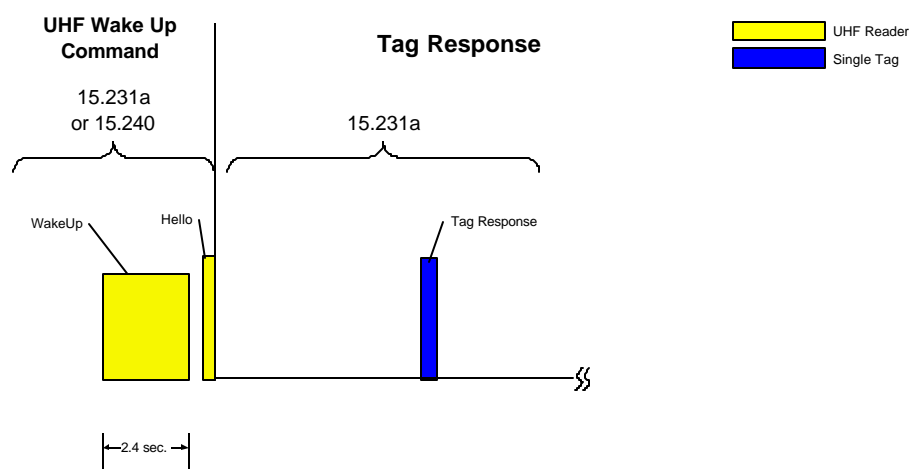 UHF Wake Up
Command
Tag Response
UHF Reader
Single Tag
15.231a
or 15.240
15.231a
WakeUp
Hello
Tag Response
2.4 sec.